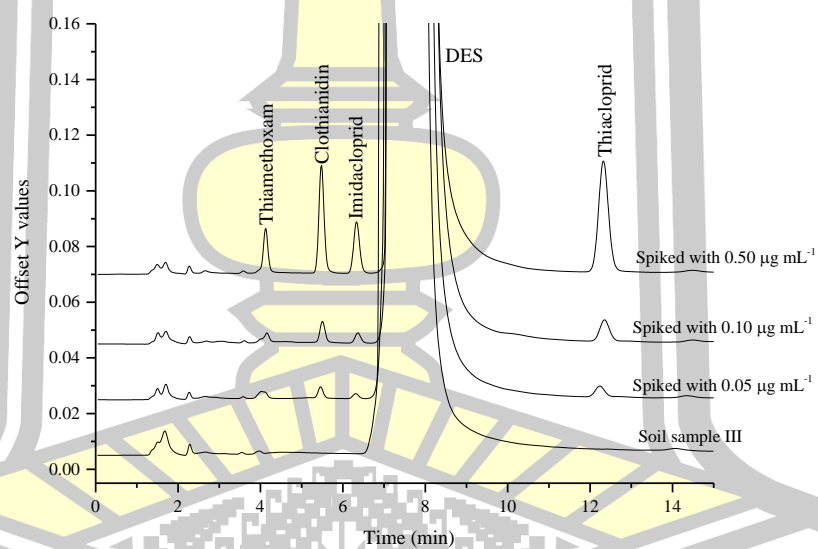 0.16
DES
0.14
0.12
0.10
0.08
0.06
0.04
0.02
0.00
Offset Y values
Thiamethoxam
Clothianidin
Imidacloprid
Thiacloprid
Spiked with 0.50 µg mL⁻¹
Spiked with 0.10 µg mL⁻¹
Spiked with 0.05 µg mL⁻¹
Soil sample III
0 2 4 6 8 10 12 14
Time (min)